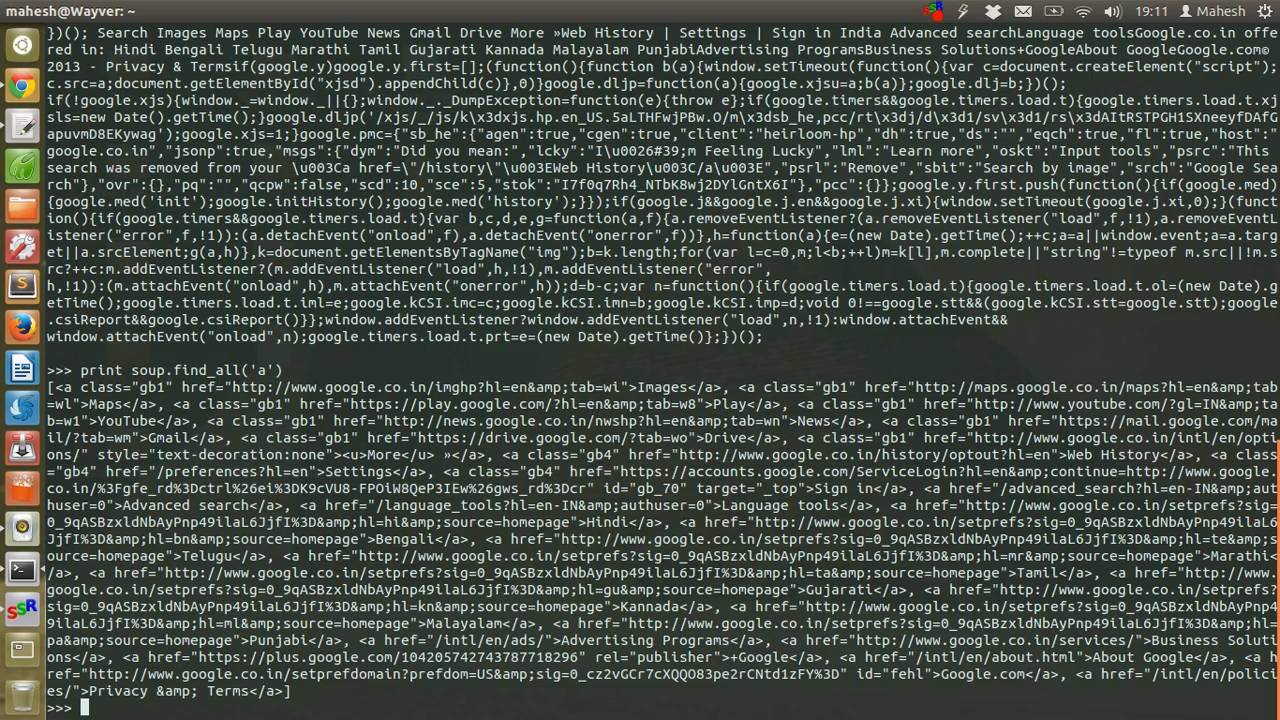 mahesh@Wayver: ~
19:11
Mahesh
})(); Search Images Maps Play YouTube News Gmail Drive More »Web History | Settings | Sign in India Advanced searchLanguage toolsGoogle.co.in offe
red in: Hindi Bengali Telugu Marathi Tamil Gujarati Kannada Malayalam PunjabiAdvertising ProgramsBusiness Solutions+GoogleAbout GoogleGoogle.com©
2013 - Privacy & Termsif(google.y)google.y.first=[];(function(){function b(a){window.setTimeout(function(){var c=document.createElement("script");
c.src=a;document.getElementById("xjsd").appendChild(c)},0)}google.dljp=function(a){google.xjsu=a;b(a)};google.dlj=b;})();
if(!google.xjs){window._=window._||{};window._._DumpException=function(e){throw e};if(google.timers&&google.timers.load.t){google.timers.load.t.xj
sls=new Date().getTime();}google.dljp('/xjs/_/js/k\x3dxjs.hp.en_US.5aLTHFwjPBw.O/m\x3dsb_he,pcc/rt\x3dj/d\x3d1/sv\x3d1/rs\x3dAItRSTPGH1SXneeyfDAfG
apuvmD8EKywag');google.xjs=1;}google.pmc={"sb_he":{"agen":true,"cgen":true,"client":"heirloom-hp","dh":true,"ds":"","eqch":true,"fl":true,"host":"
google.co.in","jsonp":true,"msgs":{"dym":"Did you mean:","lcky":"I\u0026#39;m Feeling Lucky","lml":"Learn more","oskt":"Input tools","psrc":"This 
search was removed from your \u003Ca href=\"/history\"\u003EWeb History\u003C/a\u003E","psrl":"Remove","sbit":"Search by image","srch":"Google Sea
rch"},"ovr":{},"pq":"","qcpw":false,"scd":10,"sce":5,"stok":"I7f0q7Rh4_NTbK8wj2DYlGntX6I"},"pcc":{}};google.y.first.push(function(){if(google.med)
{google.med('init');google.initHistory();google.med('history');}});if(google.j&&google.j.en&&google.j.xi){window.setTimeout(google.j.xi,0);}(funct
ion(){if(google.timers&&google.timers.load.t){var b,c,d,e,g=function(a,f){a.removeEventListener?(a.removeEventListener("load",f,!1),a.removeEventL
istener("error",f,!1)):(a.detachEvent("onload",f),a.detachEvent("onerror",f))},h=function(a){e=(new Date).getTime();++c;a=a||window.event;a=a.targ
et||a.srcElement;g(a,h)},k=document.getElementsByTagName("img");b=k.length;for(var l=c=0,m;l<b;++l)m=k[l],m.complete||"string"!=typeof m.src||!m.s
rc?++c:m.addEventListener?(m.addEventListener("load",h,!1),m.addEventListener("error",
h,!1)):(m.attachEvent("onload",h),m.attachEvent("onerror",h));d=b-c;var n=function(){if(google.timers.load.t){google.timers.load.t.ol=(new Date).g
etTime();google.timers.load.t.iml=e;google.kCSI.imc=c;google.kCSI.imn=b;google.kCSI.imp=d;void 0!==google.stt&&(google.kCSI.stt=google.stt);google
.csiReport&&google.csiReport()}};window.addEventListener?window.addEventListener("load",n,!1):window.attachEvent&&
window.attachEvent("onload",n);google.timers.load.t.prt=e=(new Date).getTime()};})();
>>> print soup.find_all('a')
[<a class="gb1" href="http://www.google.co.in/imghp?hl=en&amp;tab=wi">Images</a>, <a class="gb1" href="http://maps.google.co.in/maps?hl=en&amp;tab
=wl">Maps</a>, <a class="gb1" href="https://play.google.com/?hl=en&amp;tab=w8">Play</a>, <a class="gb1" href="http://www.youtube.com/?gl=IN&amp;ta
b=w1">YouTube</a>, <a class="gb1" href="http://news.google.co.in/nwshp?hl=en&amp;tab=wn">News</a>, <a class="gb1" href="https://mail.google.com/ma
il/?tab=wm">Gmail</a>, <a class="gb1" href="https://drive.google.com/?tab=wo">Drive</a>, <a class="gb1" href="http://www.google.co.in/intl/en/opti
ons/" style="text-decoration:none"><u>More</u> »</a>, <a class="gb4" href="http://www.google.co.in/history/optout?hl=en">Web History</a>, <a class
="gb4" href="/preferences?hl=en">Settings</a>, <a class="gb4" href="https://accounts.google.com/ServiceLogin?hl=en&amp;continue=http://www.google.
co.in/%3Fgfe_rd%3Dctrl%26ei%3DK9cVU8-FPOiW8QeP3IEw%26gws_rd%3Dcr" id="gb_70" target="_top">Sign in</a>, <a href="/advanced_search?hl=en-IN&amp;aut
huser=0">Advanced search</a>, <a href="/language_tools?hl=en-IN&amp;authuser=0">Language tools</a>, <a href="http://www.google.co.in/setprefs?sig=
0_9qASBzxldNbAyPnp49ilaL6JjfI%3D&amp;hl=hi&amp;source=homepage">Hindi</a>, <a href="http://www.google.co.in/setprefs?sig=0_9qASBzxldNbAyPnp49ilaL6
JjfI%3D&amp;hl=bn&amp;source=homepage">Bengali</a>, <a href="http://www.google.co.in/setprefs?sig=0_9qASBzxldNbAyPnp49ilaL6JjfI%3D&amp;hl=te&amp;s
ource=homepage">Telugu</a>, <a href="http://www.google.co.in/setprefs?sig=0_9qASBzxldNbAyPnp49ilaL6JjfI%3D&amp;hl=mr&amp;source=homepage">Marathi<
/a>, <a href="http://www.google.co.in/setprefs?sig=0_9qASBzxldNbAyPnp49ilaL6JjfI%3D&amp;hl=ta&amp;source=homepage">Tamil</a>, <a href="http://www.
google.co.in/setprefs?sig=0_9qASBzxldNbAyPnp49ilaL6JjfI%3D&amp;hl=gu&amp;source=homepage">Gujarati</a>, <a href="http://www.google.co.in/setprefs?
sig=0_9qASBzxldNbAyPnp49ilaL6JjfI%3D&amp;hl=kn&amp;source=homepage">Kannada</a>, <a href="http://www.google.co.in/setprefs?sig=0_9qASBzxldNbAyPnp4
9ilaL6JjfI%3D&amp;hl=ml&amp;source=homepage">Malayalam</a>, <a href="http://www.google.co.in/setprefs?sig=0_9qASBzxldNbAyPnp49ilaL6JjfI%3D&amp;hl=
pa&amp;source=homepage">Punjabi</a>, <a href="/intl/en/ads/">Advertising Programs</a>, <a href="http://www.google.co.in/services/">Business Soluti
ons</a>, <a href="https://plus.google.com/104205742743787718296" rel="publisher">+Google</a>, <a href="/intl/en/about.html">About Google</a>, <a h
ref="http://www.google.co.in/setprefdomain?prefdom=US&amp;sig=0_cz2vGCr7cXQQO83pe2rCNtd1zFY%3D" id="fehl">Google.com</a>, <a href="/intl/en/polici
es/">Privacy &amp; Terms</a>]
>>>